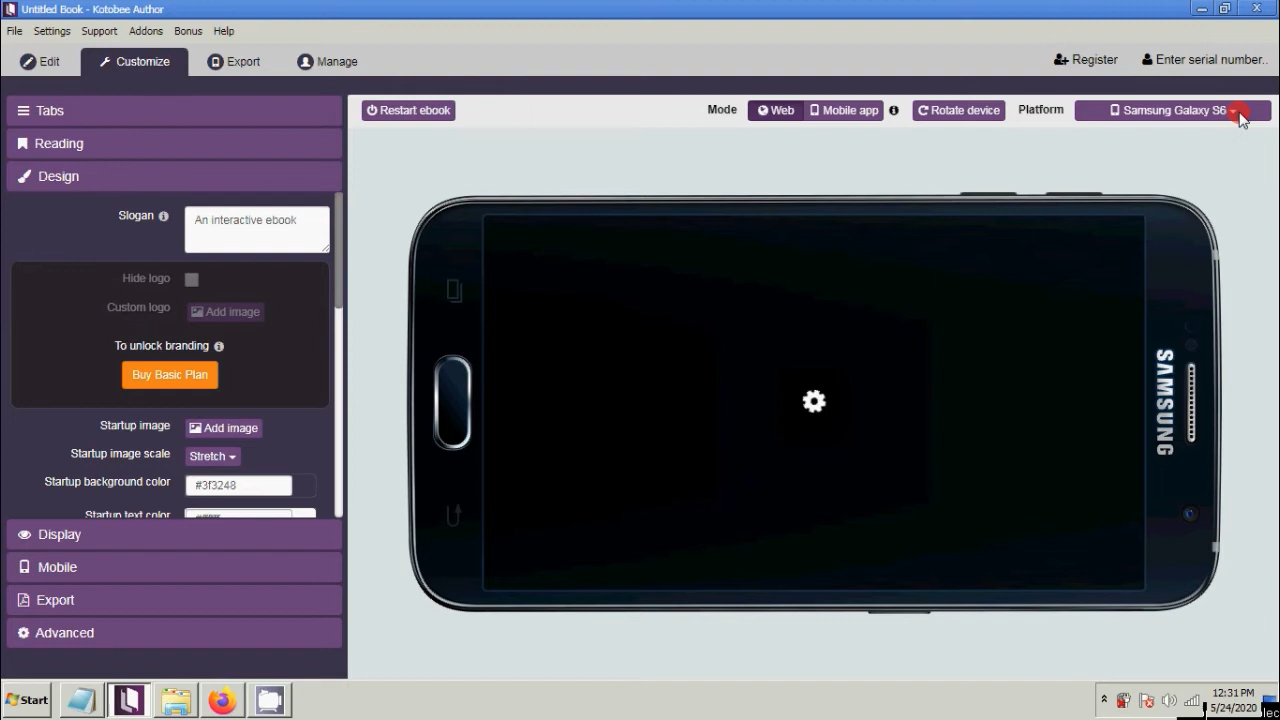 Untitled Book - Kotobee Author
File Settings Support Addons Bonus Help
Edit Customize Export Manage Register Enter serial number..
Tabs
Reading
Design
Restart ebook Mode Web Mobile app Rotate device Platform Samsung Galaxy S6
Slogan An interactive ebook
Hide logo
Custom logo Add image
To unlock branding
Buy Basic Plan
Startup image Add image
Startup image scale Stretch
Startup background color #3f3248
Startup text color
SAMSUNG
Display
Mobile
Export
Advanced
Start
12:31 PM
5/24/2020